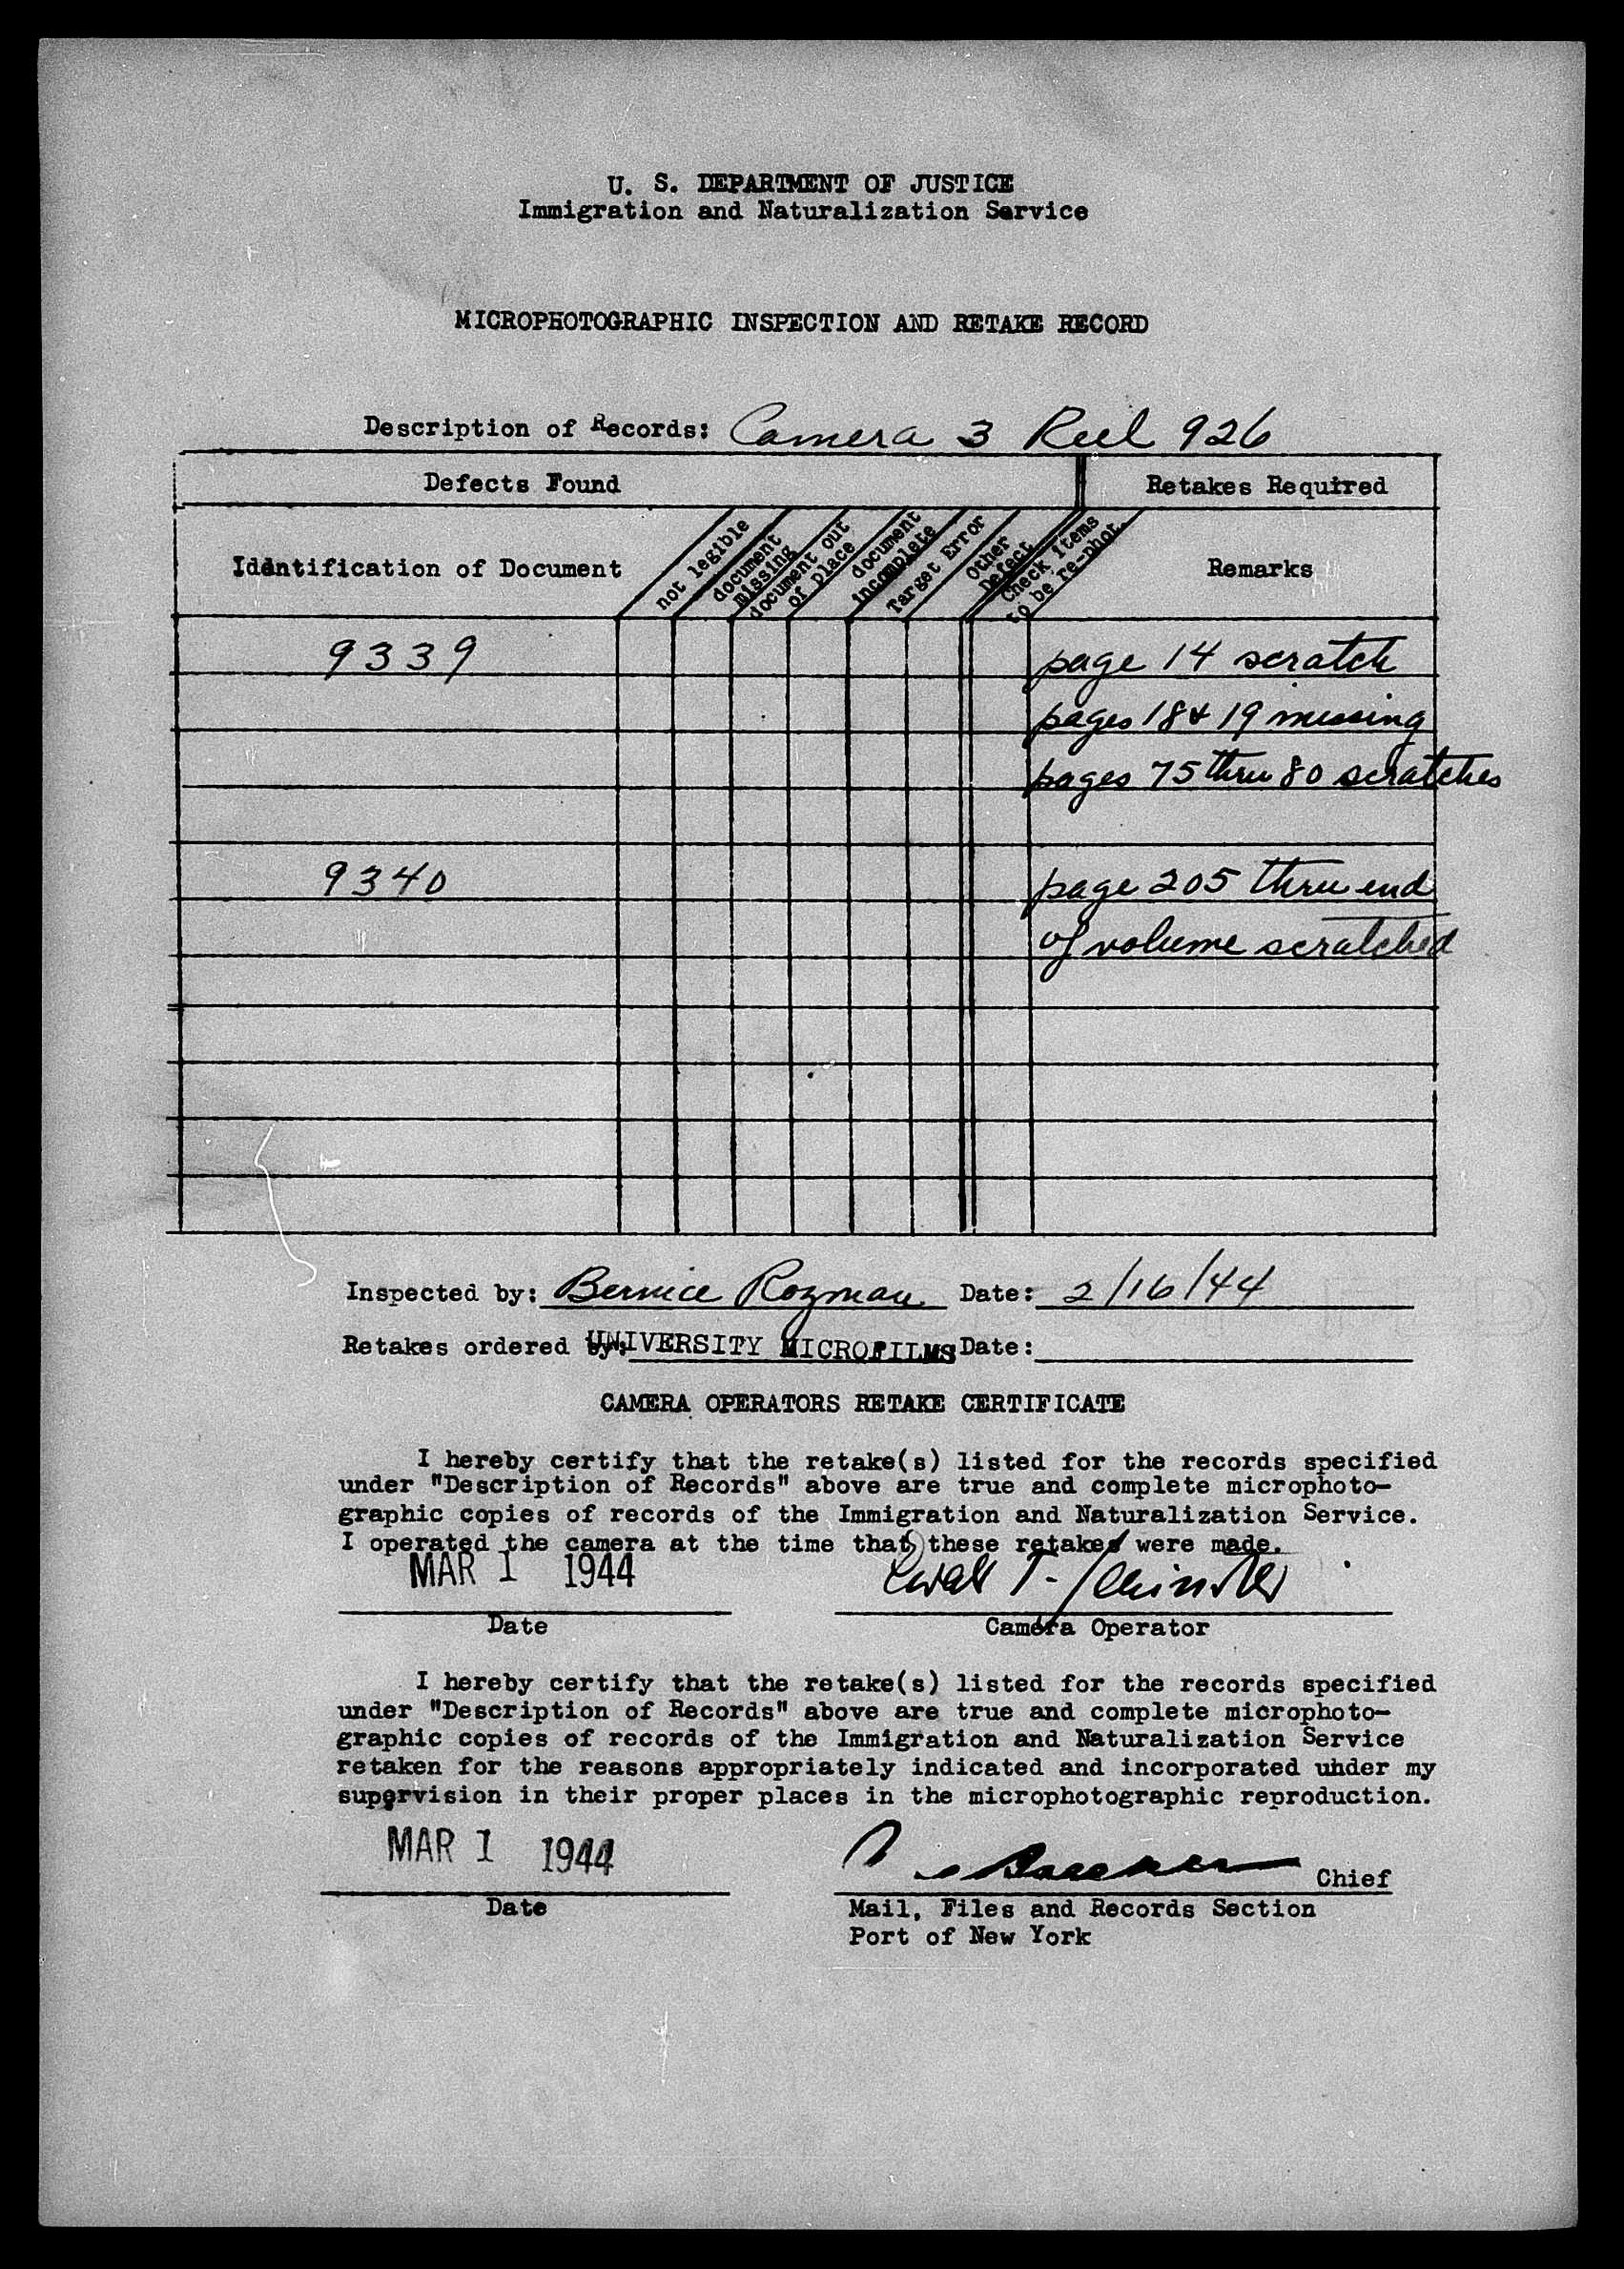 U. S. DEPARTMENT OF JUSTICE
Immigration and Naturalization Service
MICROPHOTOGRAPHIC INSPECTION AND RETAKE RECORD
Description of Records: Camera 3 Reel 926
Defects Found
Retakes Required
Identification of Document
not legible
document missing
document out of place
document incomplete
Target Error
Other Defect
Check items to be re-phot.
Remarks
9339 page 14 scratch
pages 18 & 19 missing
pages 75 thru 80 scratches
9340 page 205 thru end
of volume scratched
Inspected by: Bernice Rozman Date: 2/16/44
Retakes ordered by: UNIVERSITY MICROFILMS Date:
CAMERA OPERATORS RETAKE CERTIFICATE
I hereby certify that the retake(s) listed for the records specified
under "Description of Records" above are true and complete microphoto-
graphic copies of records of the Immigration and Naturalization Service.
I operated the camera at the time that these retakes were made.
MAR 1 1944
Date
Camera Operator
I hereby certify that the retake(s) listed for the records specified
under "Description of Records" above are true and complete microphoto-
graphic copies of records of the Immigration and Naturalization Service
retaken for the reasons appropriately indicated and incorporated under my
supervision in their proper places in the microphotographic reproduction.
MAR 1 1944
Chief
Date
Mail, Files and Records Section
Port of New York